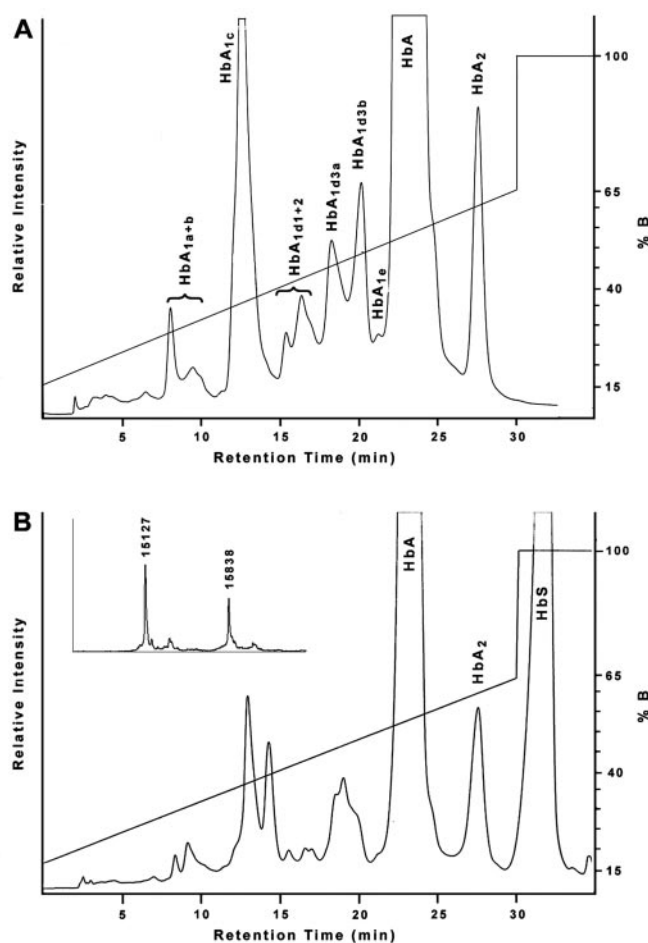 A
Relative Intensity
HbA1a+b
HbA1c
HbA1d1+2
HbA1d3a
HbA1d3b
HbA1e
HbA
HbA2
100
65
40
15
% B
5 10 15 20 25 30
Retention Time (min)
B
Relative Intensity
15127
15838
HbA
HbA2
HbS
100
65
40
15
% B
5 10 15 20 25 30
Retention Time (min)